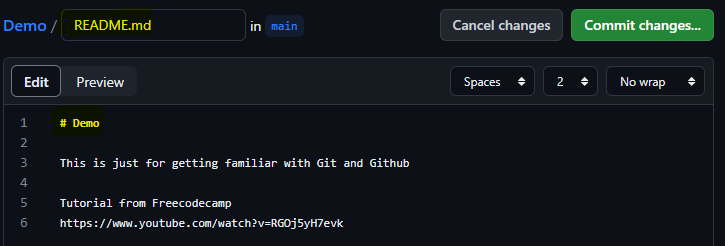 Demo / README.md in main Cancel changes Commit changes...
Edit Preview Spaces 2 No wrap
1 # Demo
2
3 This is just for getting familiar with Git and Github
4
5 Tutorial from Freecodecamp
6 https://www.youtube.com/watch?v=RGOj5yH7evk